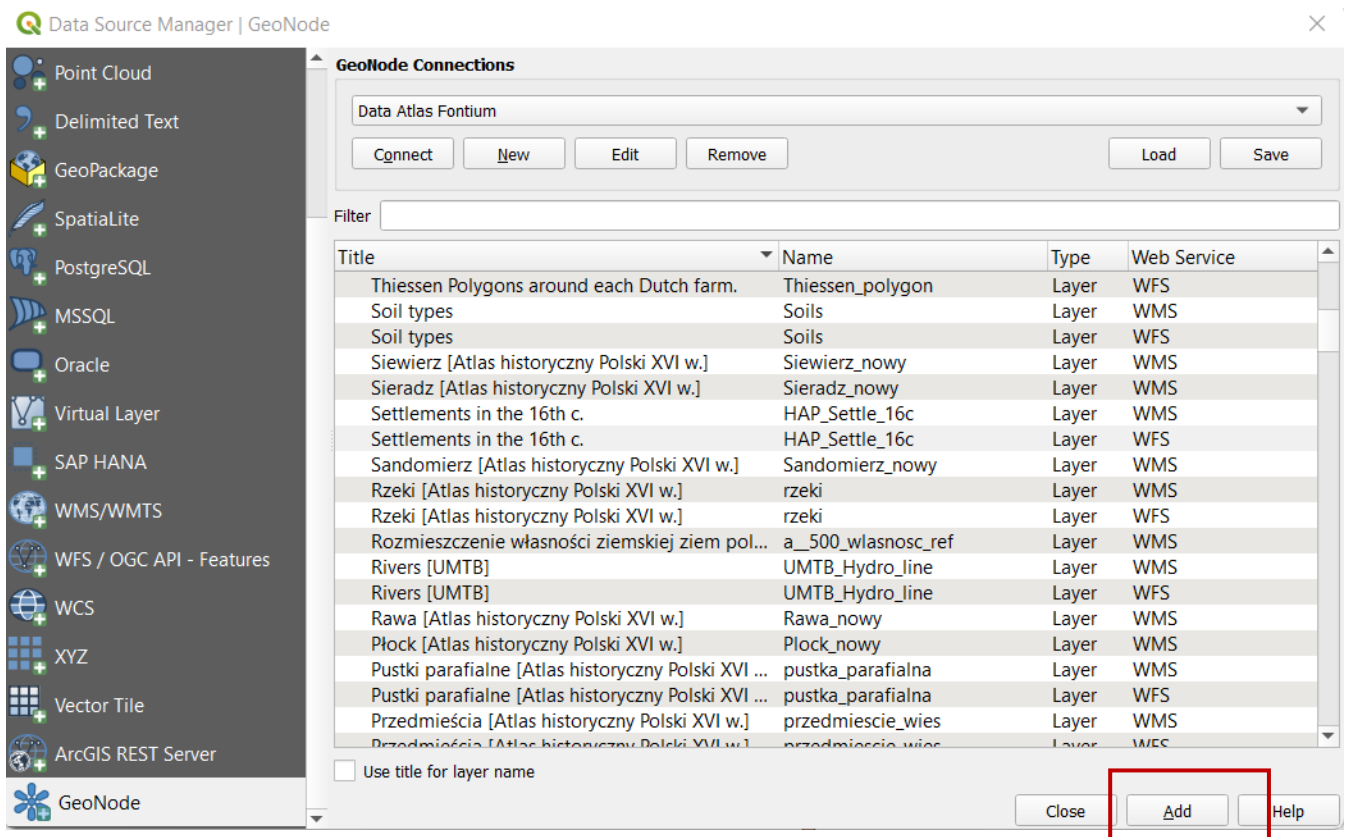 Data Source Manager | GeoNode
Point Cloud
Delimited Text
GeoPackage
SpatiaLite
PostgreSQL
MSSQL
Oracle
Virtual Layer
SAP HANA
WMS/WMTS
WFS / OGC API - Features
WCS
XYZ
Vector Tile
ArcGIS REST Server
GeoNode
GeoNode Connections
Data Atlas Fontium
Connect New Edit Remove Load Save
Filter
Title Name Type Web Service
Thiessen Polygons around each Dutch farm. Thiessen_polygon Layer WFS
Soil types Soils Layer WMS
Soil types Soils Layer WFS
Siewierz [Atlas historyczny Polski XVI w.] Siewierz_nowy Layer WMS
Sieradz [Atlas historyczny Polski XVI w.] Sieradz_nowy Layer WMS
Settlements in the 16th c. HAP_Settle_16c Layer WMS
Settlements in the 16th c. HAP_Settle_16c Layer WFS
Sandomierz [Atlas historyczny Polski XVI w.] Sandomierz_nowy Layer WMS
Rzeki [Atlas historyczny Polski XVI w.] rzeki Layer WMS
Rzeki [Atlas historyczny Polski XVI w.] rzeki Layer WFS
Rozmieszczenie własności ziemskiej ziem pol... a__500_wlasnosc_ref Layer WMS
Rivers [UMTB] UMTB_Hydro_line Layer WMS
Rivers [UMTB] UMTB_Hydro_line Layer WFS
Rawa [Atlas historyczny Polski XVI w.] Rawa_nowy Layer WMS
Płock [Atlas historyczny Polski XVI w.] Plock_nowy Layer WMS
Pustki parafialne [Atlas historyczny Polski XVI ... pustka_parafialna Layer WMS
Pustki parafialne [Atlas historyczny Polski XVI ... pustka_parafialna Layer WFS
Przedmieścia [Atlas historyczny Polski XVI w.] przedmiescie_wies Layer WMS
Przedmieścia [Atlas historyczny Polski XVI w.] przedmiescie_wies Layer WFS
Use title for layer name
Close Add Help